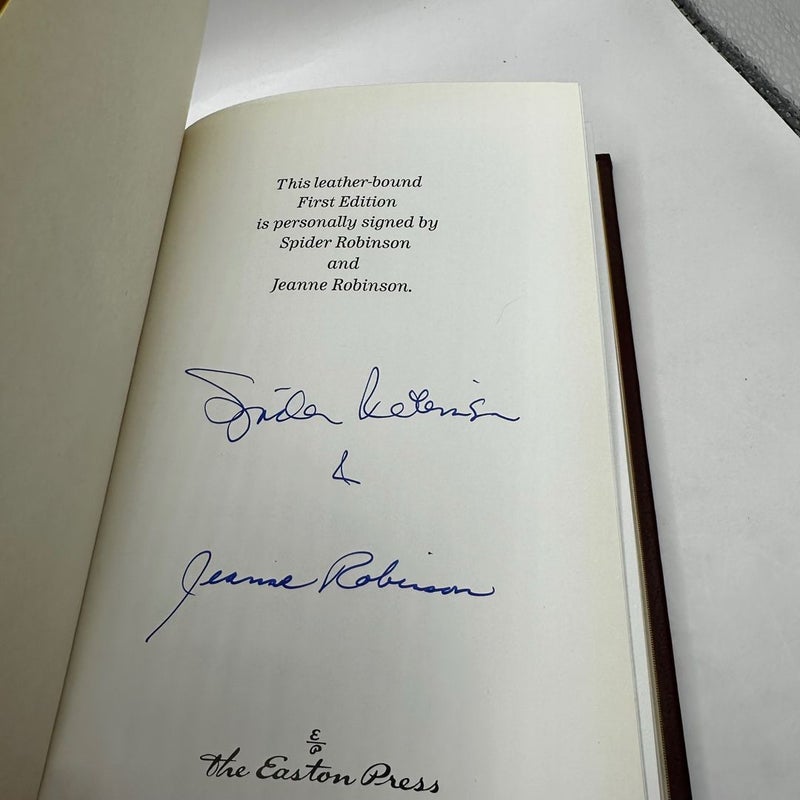 This leather-bound
First Edition
is personally signed by
Spider Robinson
and
Jeanne Robinson.
Spider Robinson
&
Jeanne Robinson
EP
the Easton Press